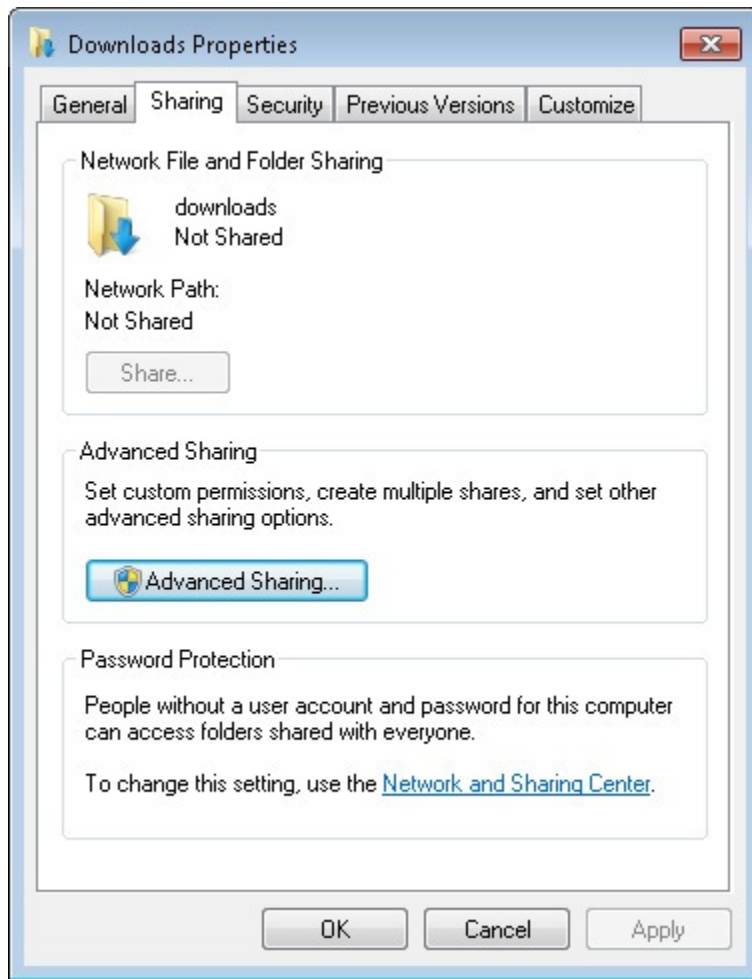 Downloads Properties
General Sharing Security Previous Versions Customize
Network File and Folder Sharing
downloads
Not Shared
Network Path:
Not Shared
Share...
Advanced Sharing
Set custom permissions, create multiple shares, and set other
advanced sharing options.
Advanced Sharing...
Password Protection
People without a user account and password for this computer
can access folders shared with everyone.
To change this setting, use the Network and Sharing Center.
OK Cancel Apply